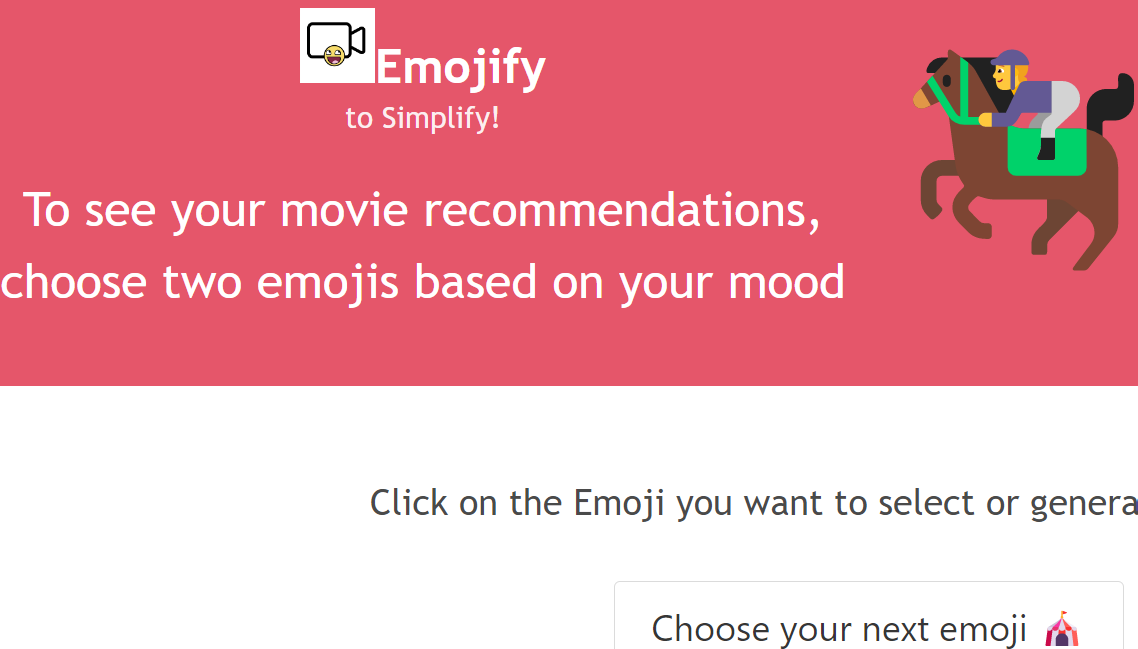 Emojify
to Simplify!
To see your movie recommendations,
choose two emojis based on your mood
Click on the Emoji you want to select or genera
Choose your next emoji 🎪